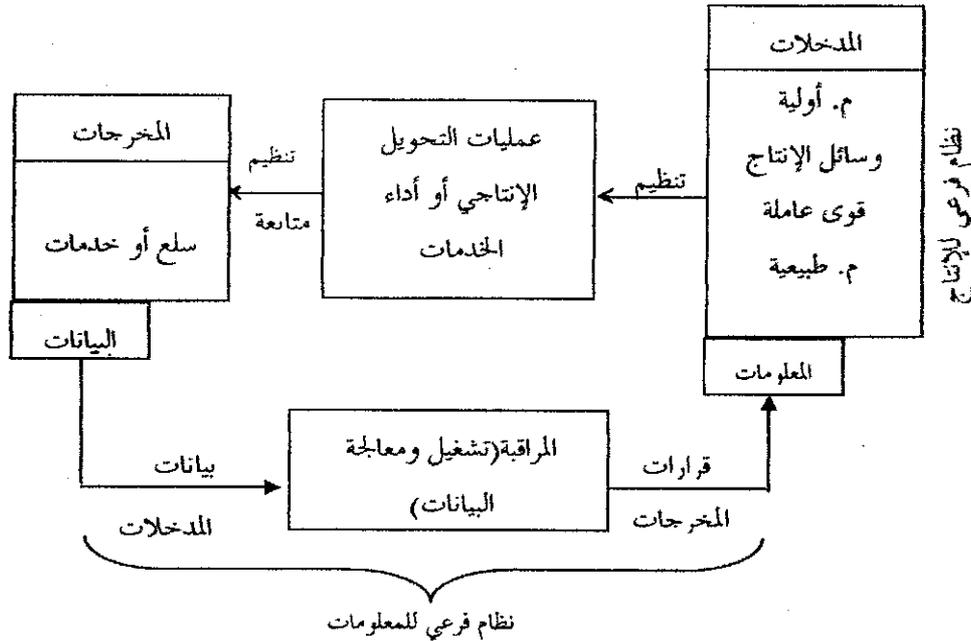 المدخلات
م. أولية
وسائل الإنتاج
قوى عاملة
م. طبيعية
المعلومات
نظام فرعي للإنتاج
تنظيم
عمليات التحويل
الإنتاجي أو أداء
الخدمات
تنظيم
متابعة
المخرجات
سلع أو خدمات
البيانات
بيانات
المدخلات
المراقبة(تشغيل ومعالجة
البيانات)
قرارات
المخرجات
نظام فرعي للمعلومات